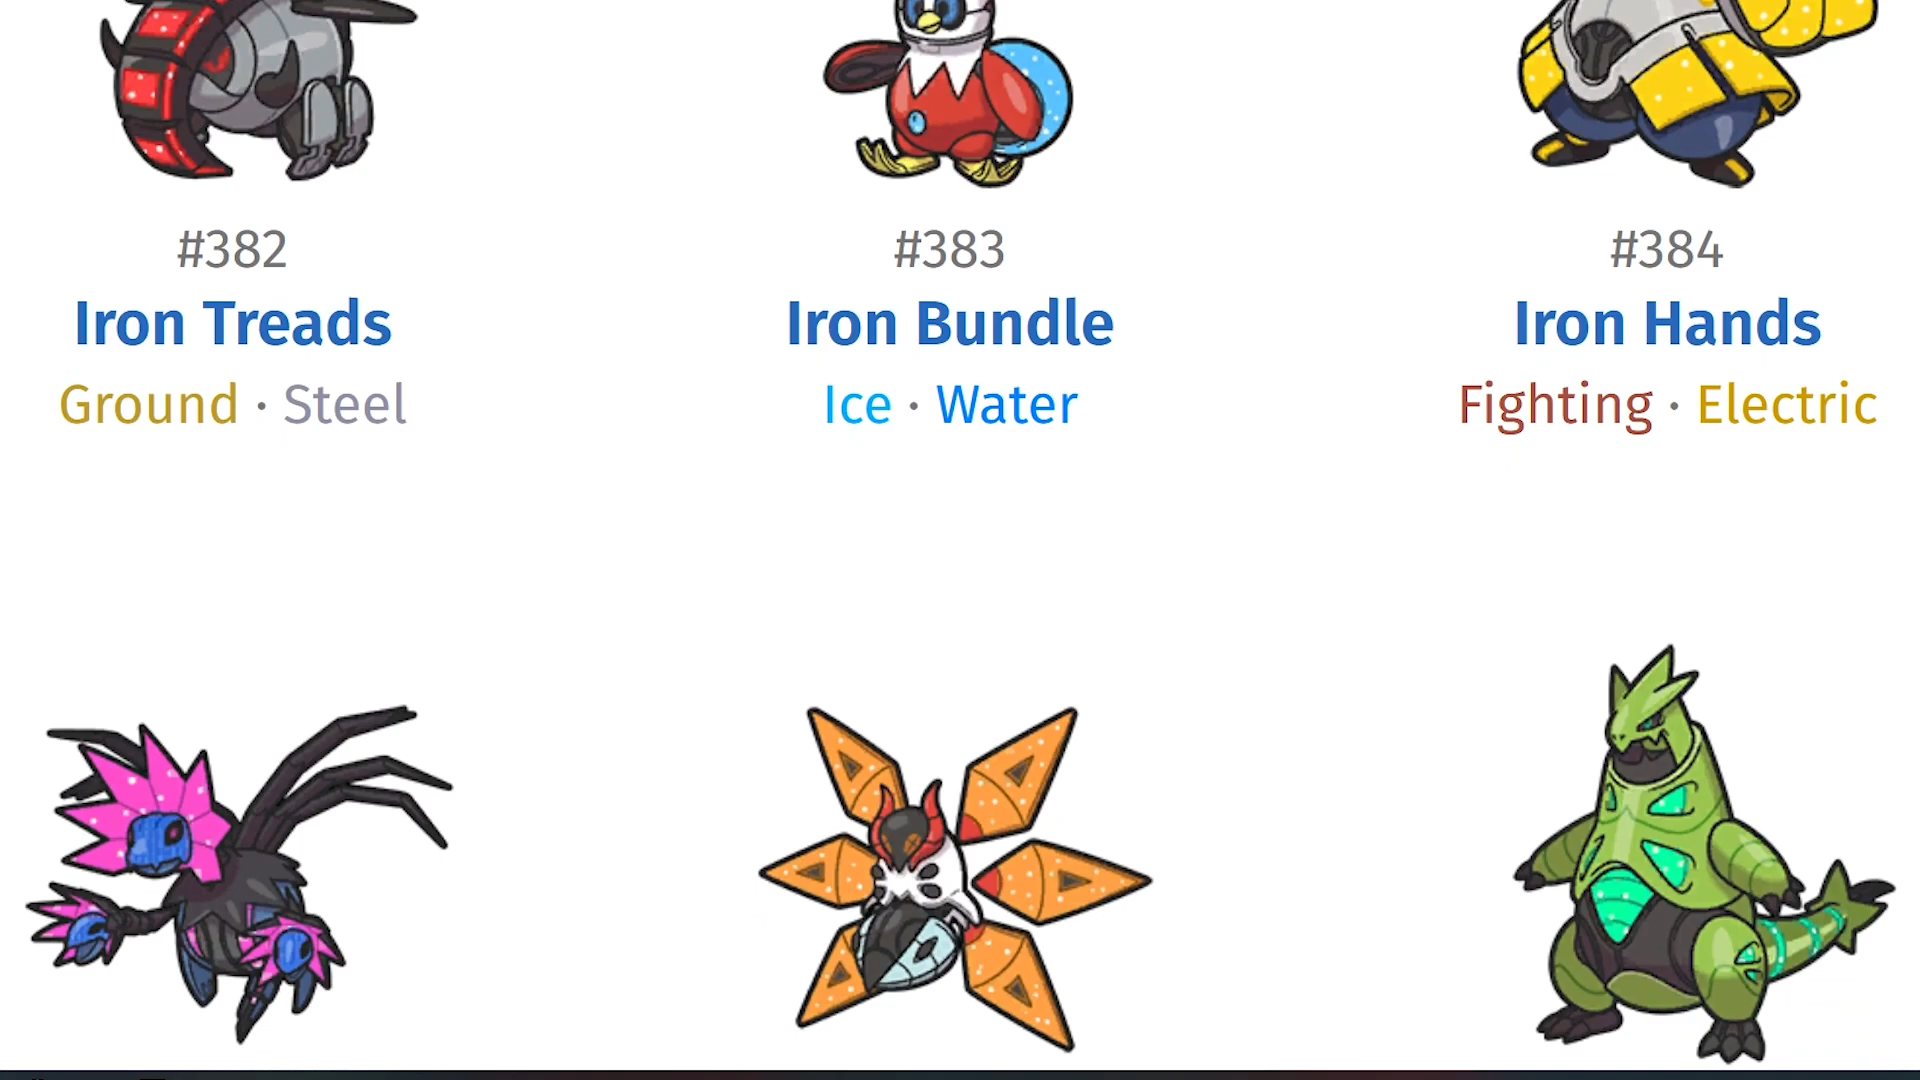 #382
#383
#384
Iron Treads
Iron Bundle
Iron Hands
Ground · Steel
Ice · Water
Fighting · Electric